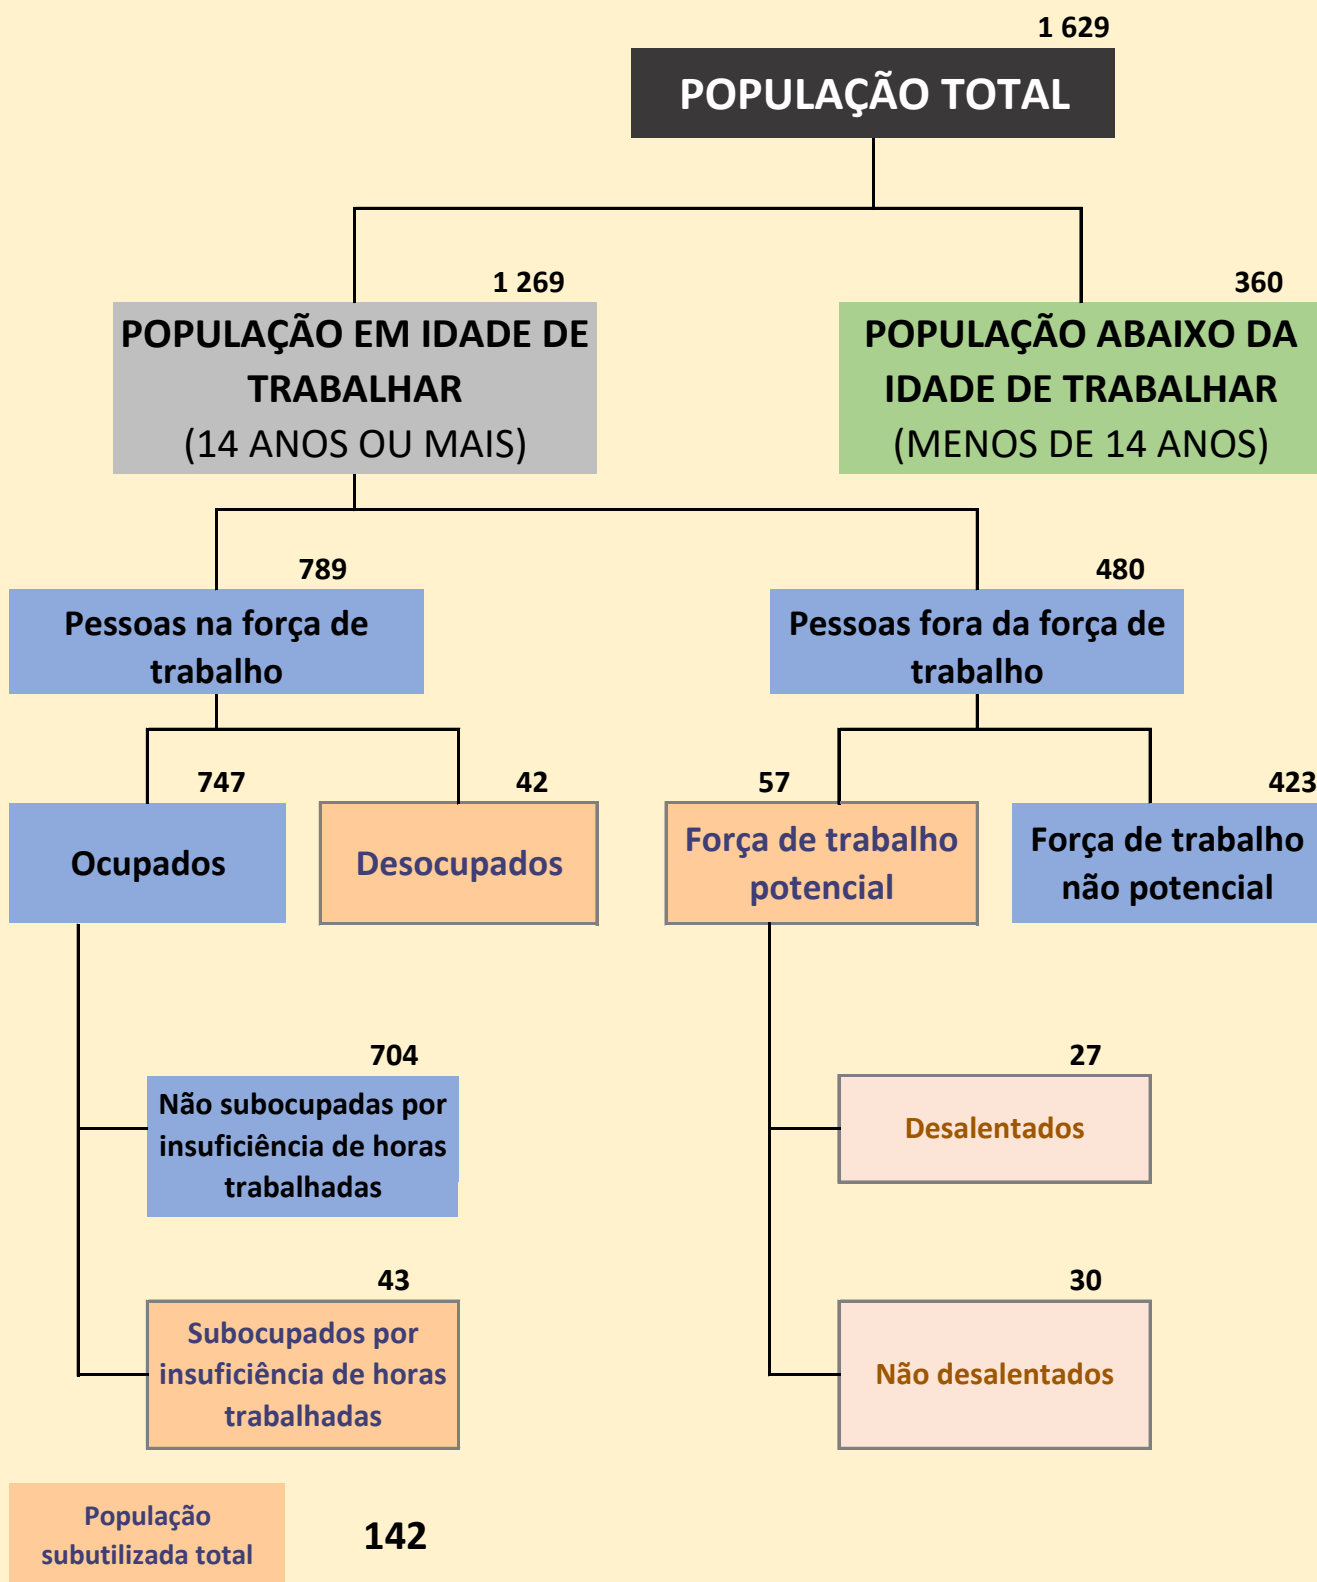 1 629
POPULAÇÃO TOTAL
1 269
POPULAÇÃO EM IDADE DE
TRABALHAR
(14 ANOS OU MAIS)
360
POPULAÇÃO ABAIXO DA
IDADE DE TRABALHAR
(MENOS DE 14 ANOS)
789
Pessoas na força de
trabalho
480
Pessoas fora da força de
trabalho
747
Ocupados
42
Desocupados
57
Força de trabalho
potencial
423
Força de trabalho
não potencial
704
Não subocupadas por
insuficiência de horas
trabalhadas
27
Desalentados
43
Subocupados por
insuficiência de horas
trabalhadas
30
Não desalentados
População
subutilizada total
142